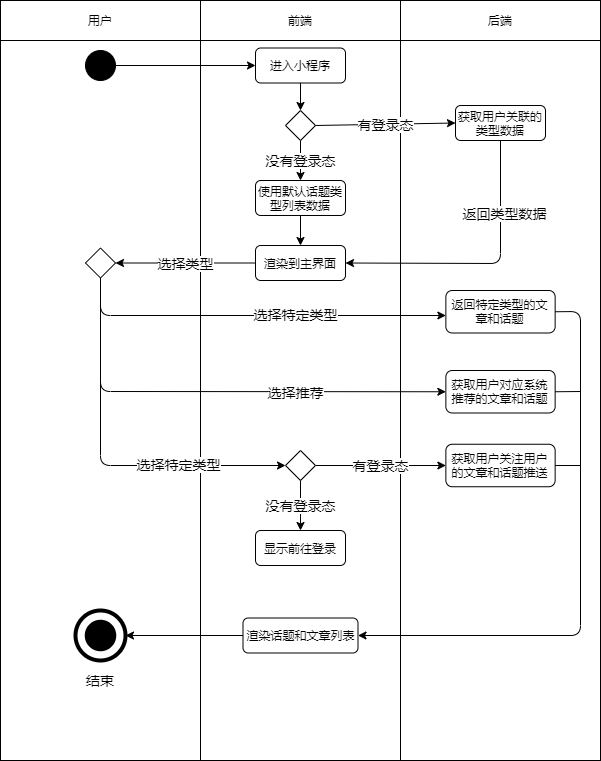 用户
前端
后端
进入小程序
有登录态
获取用户关联的
类型数据
没有登录态
使用默认话题类
型列表数据
返回类型数据
选择类型
渲染到主界面
返回特定类型的文
章和话题
选择特定类型
获取用户对应系统
推荐的文章和话题
选择推荐
选择特定类型
有登录态
获取用户关注用户
的文章和话题推送
没有登录态
显示前往登录
渲染话题和文章列表
结束